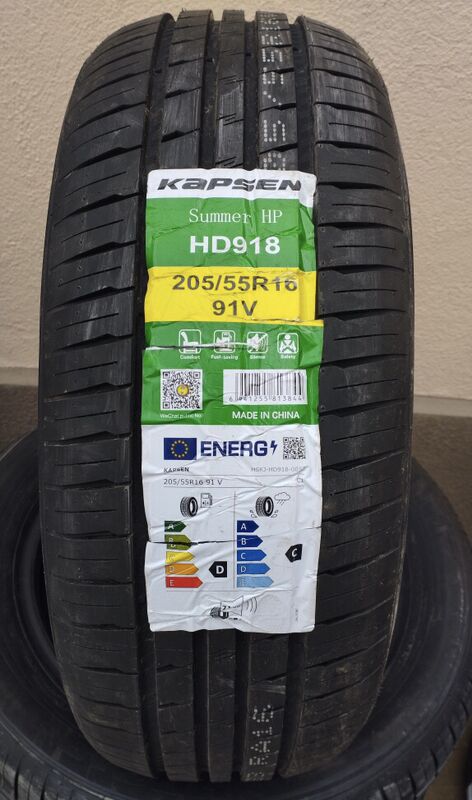 KAPSEN
Summer HP
HD918
205/55R16
91V
Comfort Fuel-saving Silence Safety
MADE IN CHINA
ENERG
KAPSEN
205/55R16 91 V
C1
A
B
C
D
E
D
A
B
C
D
E
C